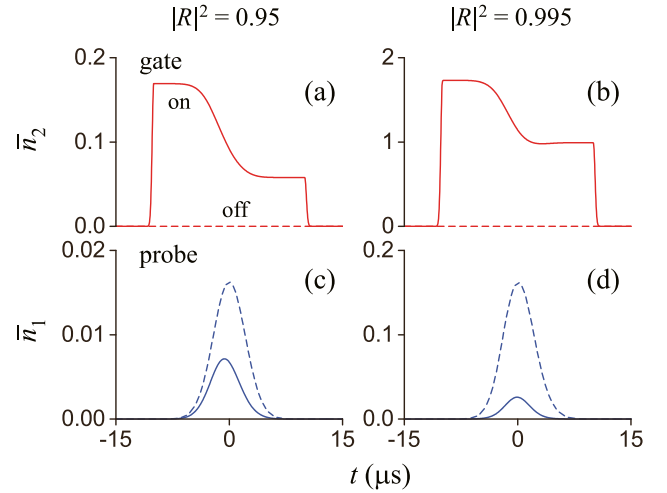 |R|² = 0.95
|R|² = 0.995
0.2
gate
(a)
on
n̄₂
0.1
off
0.0
2
(b)
1
0
0.02
probe
(c)
n̄₁
0.01
0.00
-15
0
15
0.2
(d)
0.1
0.0
-15
0
15
t (μs)